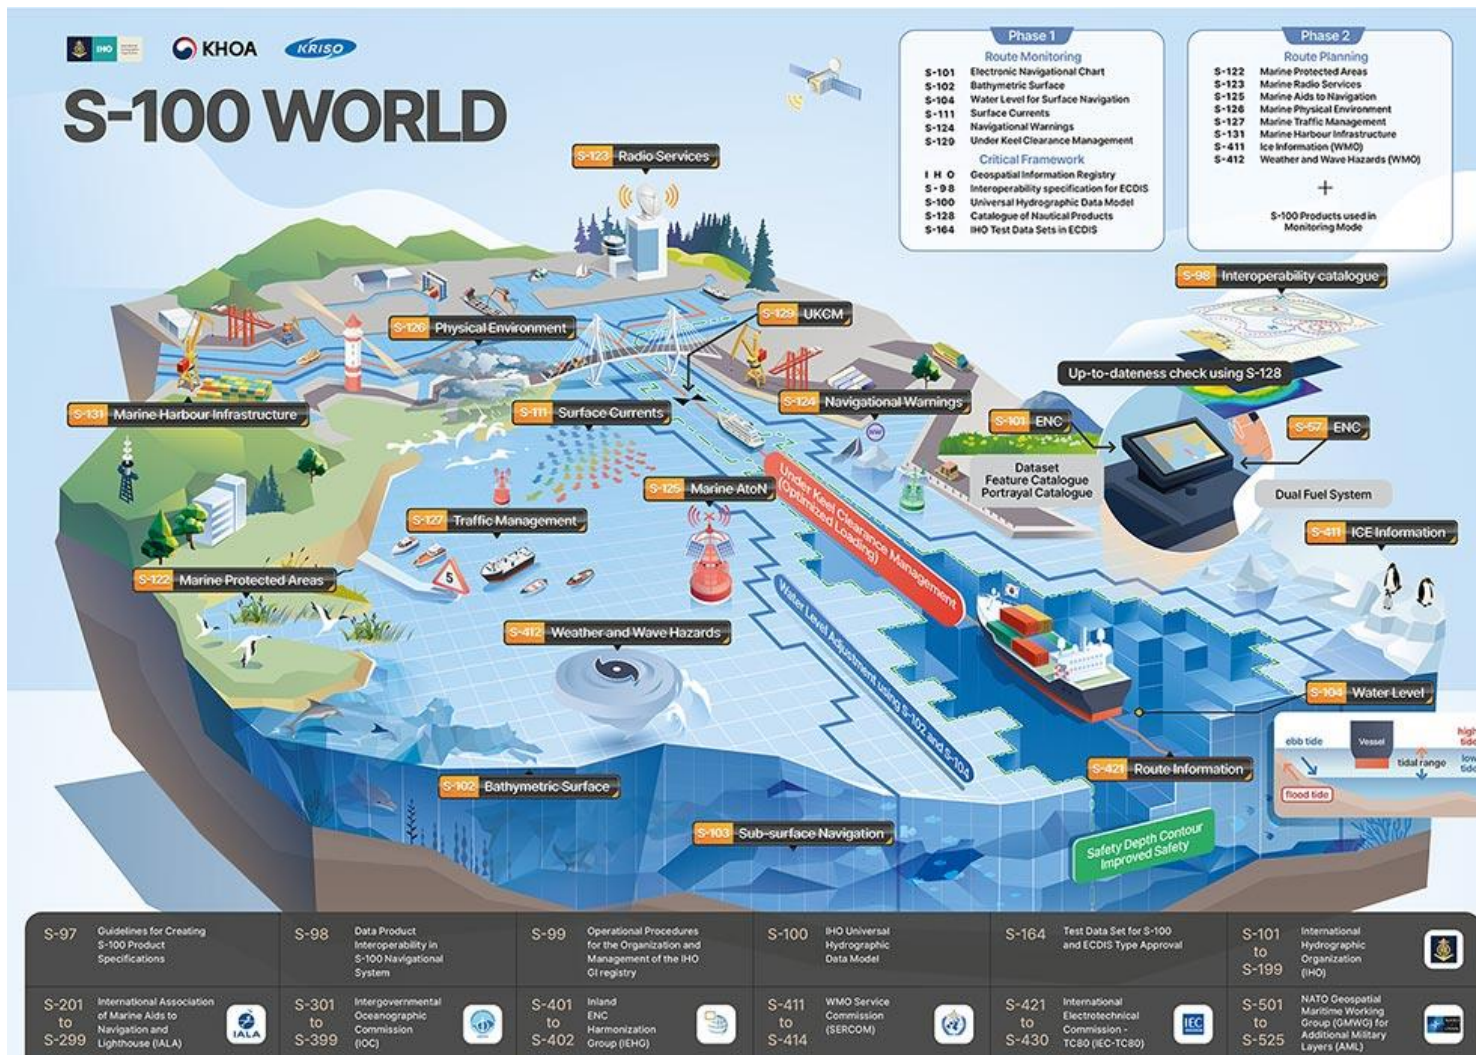 IHO
KHOA
KRISO
S-100 WORLD
Phase 1
Route Monitoring
S-101 Electronic Navigational Chart
S-102 Bathymetric Surface
S-104 Water Level for Surface Navigation
S-111 Surface Currents
S-124 Navigational Warnings
S-129 Under Keel Clearance Management
Critical Framework
I H O Geospatial Information Registry
S-98 Interoperability specification for ECDIS
S-100 Universal Hydrographic Data Model
S-128 Catalogue of Nautical Products
S-164 IHO Test Data Sets in ECDIS
Phase 2
Route Planning
S-122 Marine Protected Areas
S-123 Marine Radio Services
S-125 Marine Aids to Navigation
S-126 Marine Physical Environment
S-127 Marine Traffic Management
S-131 Marine Harbour Infrastructure
S-411 Ice Information (WMO)
S-412 Weather and Wave Hazards (WMO)
+
S-100 Products used in
Monitoring Mode
S-123 Radio Services
S-98 Interoperability catalogue
S-129 UKCM
S-126 Physical Environment
Up-to-dateness check using S-128
S-131 Marine Harbour Infrastructure
S-111 Surface Currents
S-124 Navigational Warnings
S-101 ENC
S-57 ENC
NW
Dataset
Feature Catalogue
Portrayal Catalogue
Dual Fuel System
Under Keel Clearance Management
(Optimized Loading)
S-125 Marine AtoN
S-127 Traffic Management
S-411 ICE Information
5
S-122 Marine Protected Areas
Water Level Adjustment using S-102 and S-104
S-412 Weather and Wave Hazards
S-104 Water Level
ebb tide
Vessel
high
tide
tidal range
low
tide
flood tide
S-421 Route Information
S-102 Bathymetric Surface
S-103 Sub-surface Navigation
Safety Depth Contour
Improved Safety
S-97 Guidelines for Creating
S-100 Product
Specifications
S-98 Data Product
Interoperability in
S-100 Navigational
System
S-99 Operational Procedures
for the Organization and
Management of the IHO
GI registry
S-100 IHO Universal
Hydrographic
Data Model
S-164 Test Data Set for S-100
and ECDIS Type Approval
S-101
to
S-199
International
Hydrographic
Organization
(IHO)
S-201
to
S-299
International Association
of Marine Aids to
Navigation and
Lighthouse (IALA)
IALA
S-301
to
S-399
Intergovernmental
Oceanographic
Commission
(IOC)
S-401
to
S-402
Inland
ENC
Harmonization
Group (IEHG)
S-411
to
S-414
WMO Service
Commission
(SERCOM)
S-421
to
S-430
International
Electrotechnical
Commission -
TC80 (IEC-TC80)
IEC
S-501
to
S-525
NATO Geospatial
Maritime Working
Group (GMWG) for
Additional Military
Layers (AML)